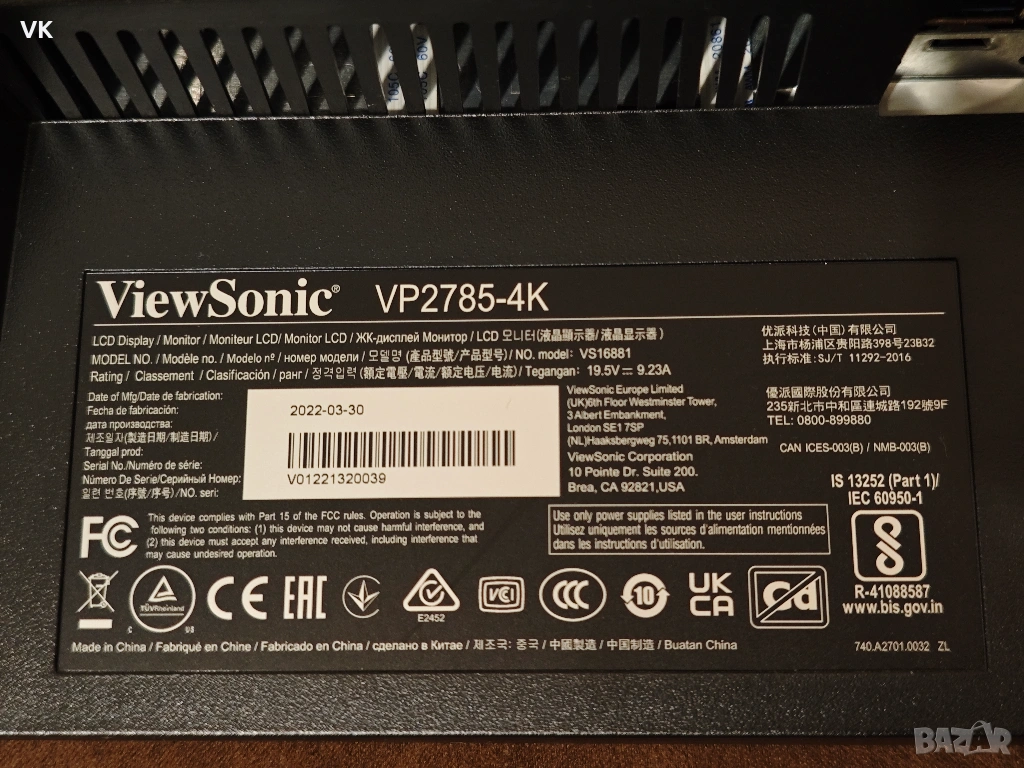 VK
ViewSonic® VP2785-4K
LCD Display / Monitor / Moniteur LCD/ Monitor LCD / ЖК-дисплей Монитор / LCD 모니터(液晶顯示器/液晶显示器)
MODEL NO. / Modèle no. / Modelo nº / номер модели / 모델명 (產品型號/产品型号)/ NO. model: VS16881
Rating / Classement / Clasificación / ранг / 정격입력 (額定電壓/電流/额定电压/电流)/ Tegangan: 19.5V ⎓ 9.23A
优派科技(中国)有限公司
上海市杨浦区贵阳路398号23B32
执行标准:SJ/T 11292-2016
Date of Mfg/Date de fabrication:
Fecha de fabricación:
дата производства:
제조일자(製造日期/制造日期)/
Tanggal prod:
Serial No./Numéro de série:
Número De Serie/Серийный Номер:
일련 번호(序號/序号)/NO. seri:
2022-03-30
V01221320039
ViewSonic Europe Limited
(UK)6th Floor Westminster Tower,
3 Albert Embankment,
London SE1 7SP
(NL)Haaksbergweg 75,1101 BR, Amsterdam
ViewSonic Corporation
10 Pointe Dr. Suite 200.
Brea, CA 92821,USA
優派國際股份有限公司
235新北市中和區連城路192號9F
TEL: 0800-899880
CAN ICES-003(B) / NMB-003(B)
IS 13252 (Part 1)/
IEC 60950-1
R-41088587
www.bis.gov.in
FC
This device complies with Part 15 of the FCC rules. Operation is subject to the
following two conditions: (1) this device may not cause harmful interference, and
(2) this device must accept any interference received, including interference that
may cause undesired operation.
Use only power supplies listed in the user instructions
Utilisez uniquement les sources d'alimentation mentionnées
dans les instructions d'utilisation.
TÜVRheinland
CE
EAC
E2452
VCI
CCC
10
UK
CA
Made in China / Fabriqué en Chine / Fabricado en China / сделано в Китае / 제조국: 중국 / 中國製造 / 中国制造 / Buatan China
740.A2701.0032 ZL
BAZAR